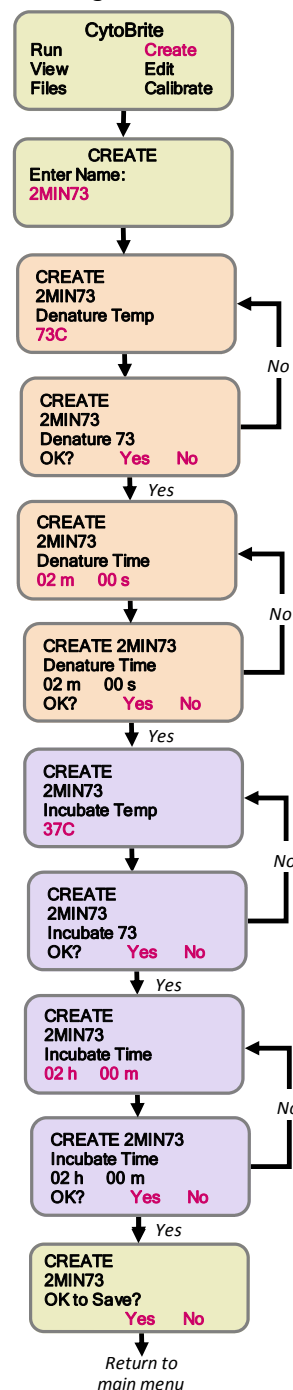 CytoBrite
Run Create
View Edit
Files Calibrate
CREATE
Enter Name:
2MIN73
CREATE
2MIN73
Denature Temp
73C
No
CREATE
2MIN73
Denature 73
OK? Yes No
Yes
CREATE
2MIN73
Denature Time
02 m 00 s
No
CREATE 2MIN73
Denature Time
02 m 00 s
OK? Yes No
Yes
CREATE
2MIN73
Incubate Temp
37C
No
CREATE
2MIN73
Incubate 73
OK? Yes No
Yes
CREATE
2MIN73
Incubate Time
02 h 00 m
No
CREATE 2MIN73
Incubate Time
02 h 00 m
OK? Yes No
Yes
CREATE
2MIN73
OK to Save?
Yes No
Return to
main menu